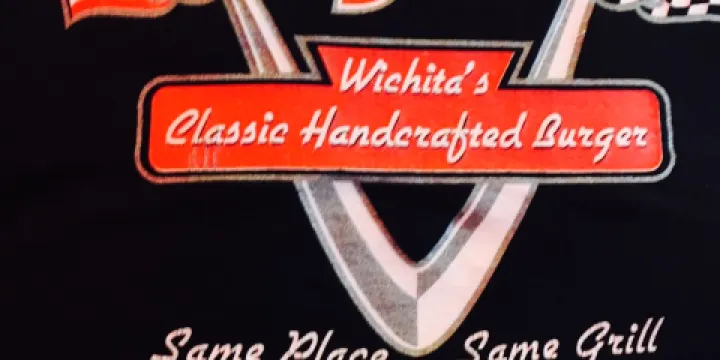 Wichita's
Classic Handcrafted Burger
Same Place Same Grill